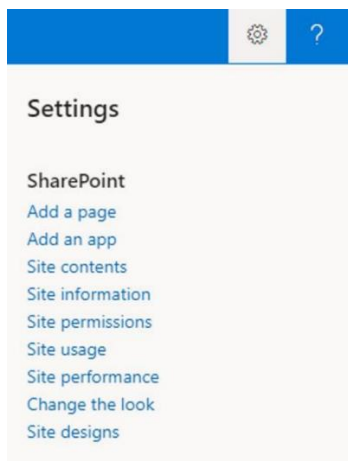 ?
Settings
SharePoint
Add a page
Add an app
Site contents
Site information
Site permissions
Site usage
Site performance
Change the look
Site designs